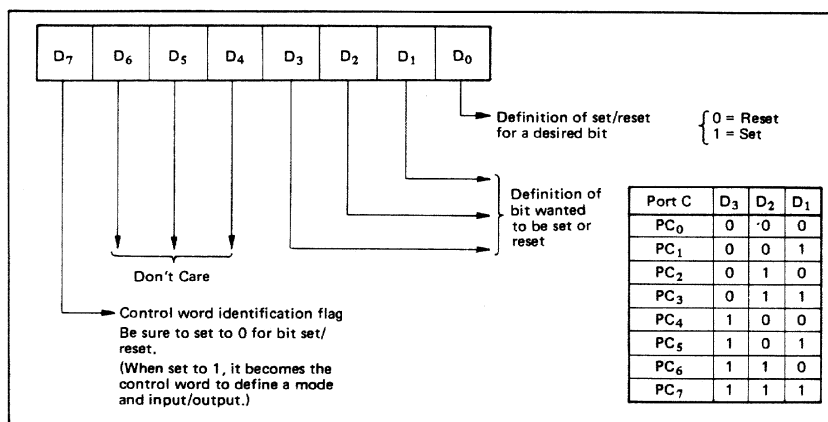 D7 D6 D5 D4 D3 D2 D1 D0
Definition of set/reset
for a desired bit
0 = Reset
1 = Set
Definition of
bit wanted
to be set or
reset
Don't Care
Control word identification flag
Be sure to set to 0 for bit set/
reset.
(When set to 1, it becomes the
control word to define a mode
and input/output.)
Port C D3 D2 D1
PC0 0 0 0
PC1 0 0 1
PC2 0 1 0
PC3 0 1 1
PC4 1 0 0
PC5 1 0 1
PC6 1 1 0
PC7 1 1 1